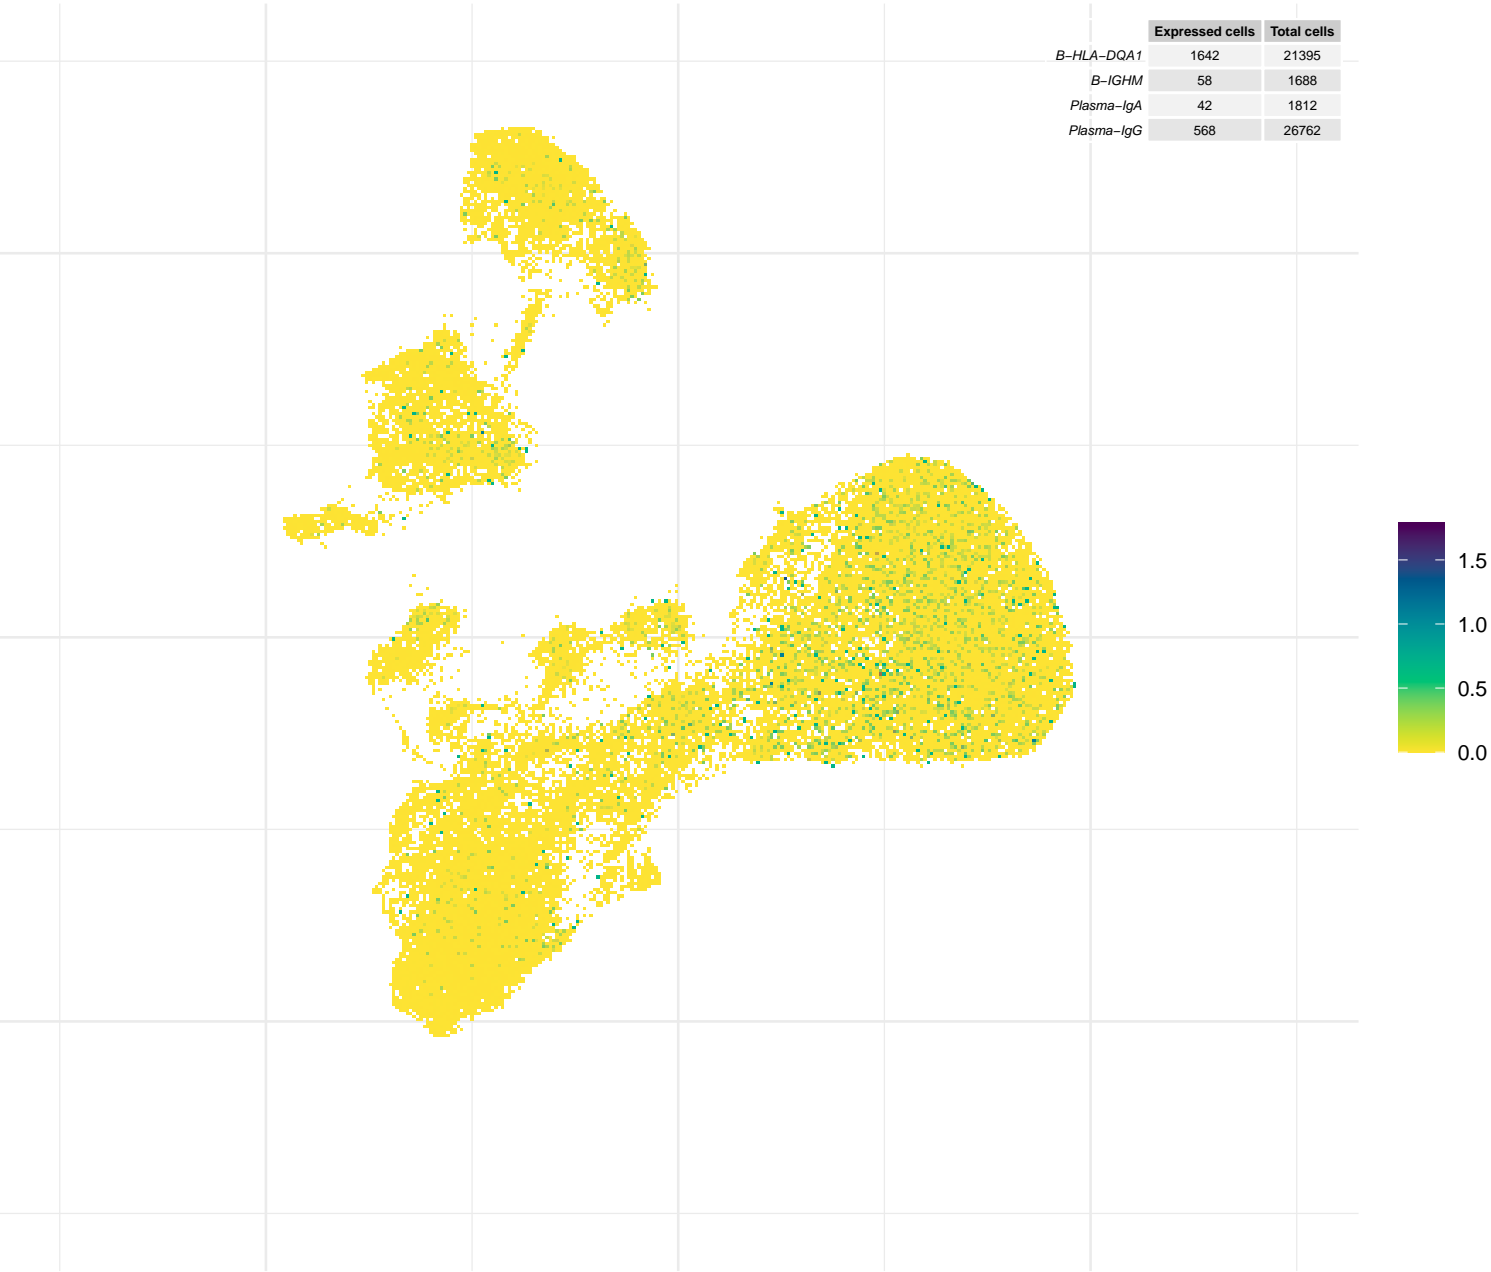 Expressed cells Total cells
B−HLA−DQA1 1642 21395
B−IGHM 58 1688
Plasma−IgA 42 1812
Plasma−IgG 568 26762
1.5
1.0
0.5
0.0